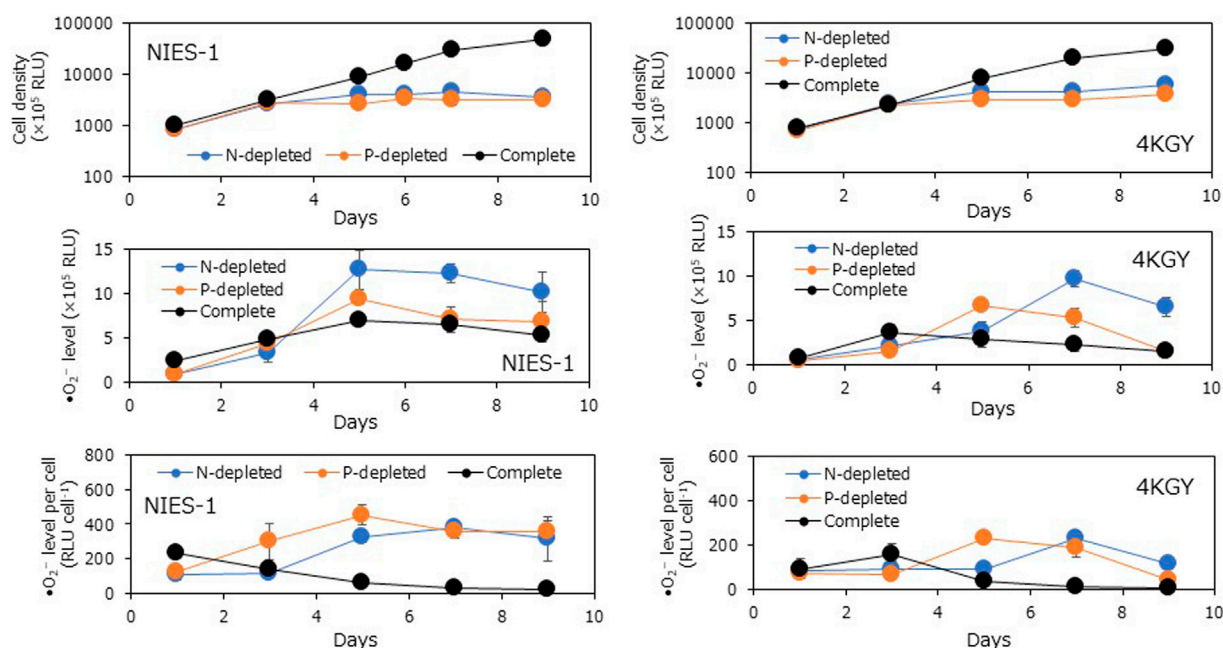 Cell density
(×10⁵ RLU)
100000
10000
1000
100
NIES-1
N-depleted P-depleted Complete
0 2 4 6 8 10
Days
Cell density
(×10⁵ RLU)
100000
10000
1000
100
N-depleted
P-depleted
Complete
4KGY
0 2 4 6 8 10
Days
•O₂⁻ level (×10⁵ RLU)
15
10
5
0
N-depleted
P-depleted
Complete
NIES-1
0 2 4 6 8 10
Days
•O₂⁻ level (×10⁵ RLU)
15
10
5
0
N-depleted
P-depleted
Complete
4KGY
0 2 4 6 8 10
Days
•O₂⁻ level per cell
(RLU cell⁻¹)
800
600
400
200
0
N-depleted P-depleted Complete
NIES-1
0 2 4 6 8 10
Days
•O₂⁻ level per cell
(RLU cell⁻¹)
600
400
200
0
N-depleted
P-depleted
Complete
4KGY
0 2 4 6 8 10
Days